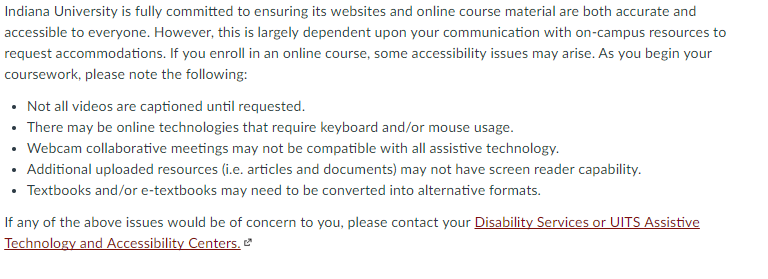 Indiana University is fully committed to ensuring its websites and online course material are both accurate and
accessible to everyone. However, this is largely dependent upon your communication with on-campus resources to
request accommodations. If you enroll in an online course, some accessibility issues may arise. As you begin your
coursework, please note the following:
• Not all videos are captioned until requested.
• There may be online technologies that require keyboard and/or mouse usage.
• Webcam collaborative meetings may not be compatible with all assistive technology.
• Additional uploaded resources (i.e. articles and documents) may not have screen reader capability.
• Textbooks and/or e-textbooks may need to be converted into alternative formats.
If any of the above issues would be of concern to you, please contact your Disability Services or UITS Assistive
Technology and Accessibility Centers.